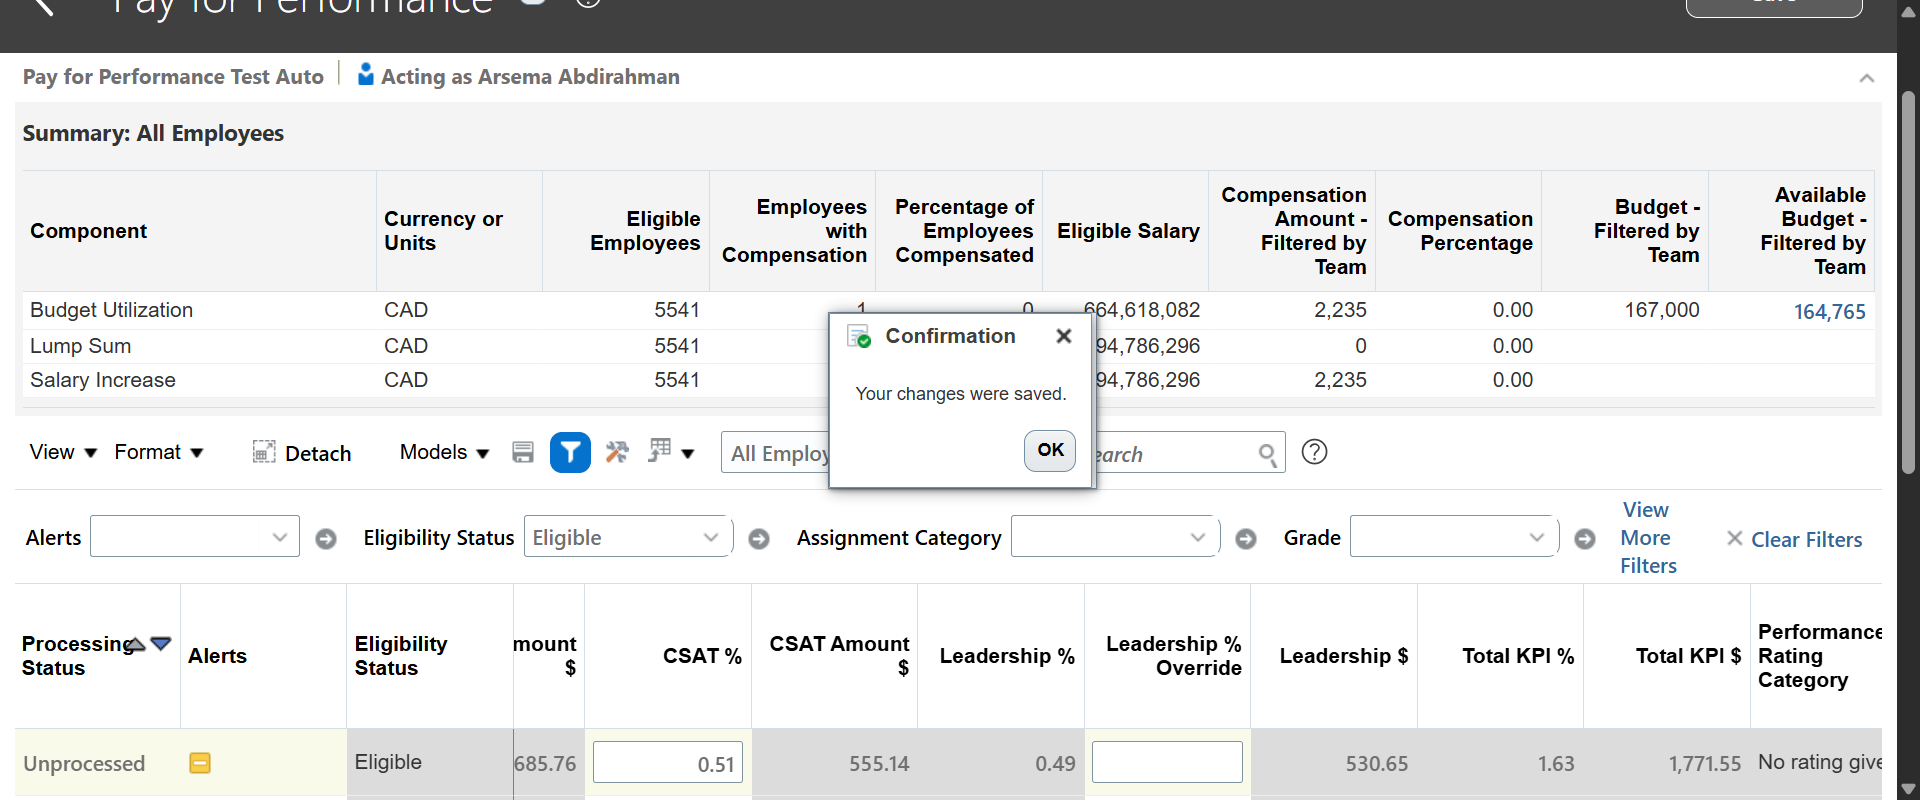 Pay for Performance
Save
Pay for Performance Test Auto
Acting as Arsema Abdirahman
Summary: All Employees
Component
Currency or Units
Eligible Employees
Employees with Compensation
Percentage of Employees Compensated
Eligible Salary
Compensation Amount - Filtered by Team
Compensation Percentage
Budget - Filtered by Team
Available Budget - Filtered by Team
Budget Utilization CAD 5541 1 0 664,618,082 2,235 0.00 167,000 164,765
Lump Sum CAD 5541 94,786,296 0 0.00
Salary Increase CAD 5541 94,786,296 2,235 0.00
Confirmation
Your changes were saved.
OK
View Format Detach Models All Employ earch
Alerts Eligibility Status Eligible Assignment Category Grade View More Filters Clear Filters
Processing Status
Alerts
Eligibility Status
mount $
CSAT %
CSAT Amount $
Leadership %
Leadership % Override
Leadership $
Total KPI %
Total KPI $
Performance Rating Category
Unprocessed Eligible 685.76 0.51 555.14 0.49 530.65 1.63 1,771.55 No rating give